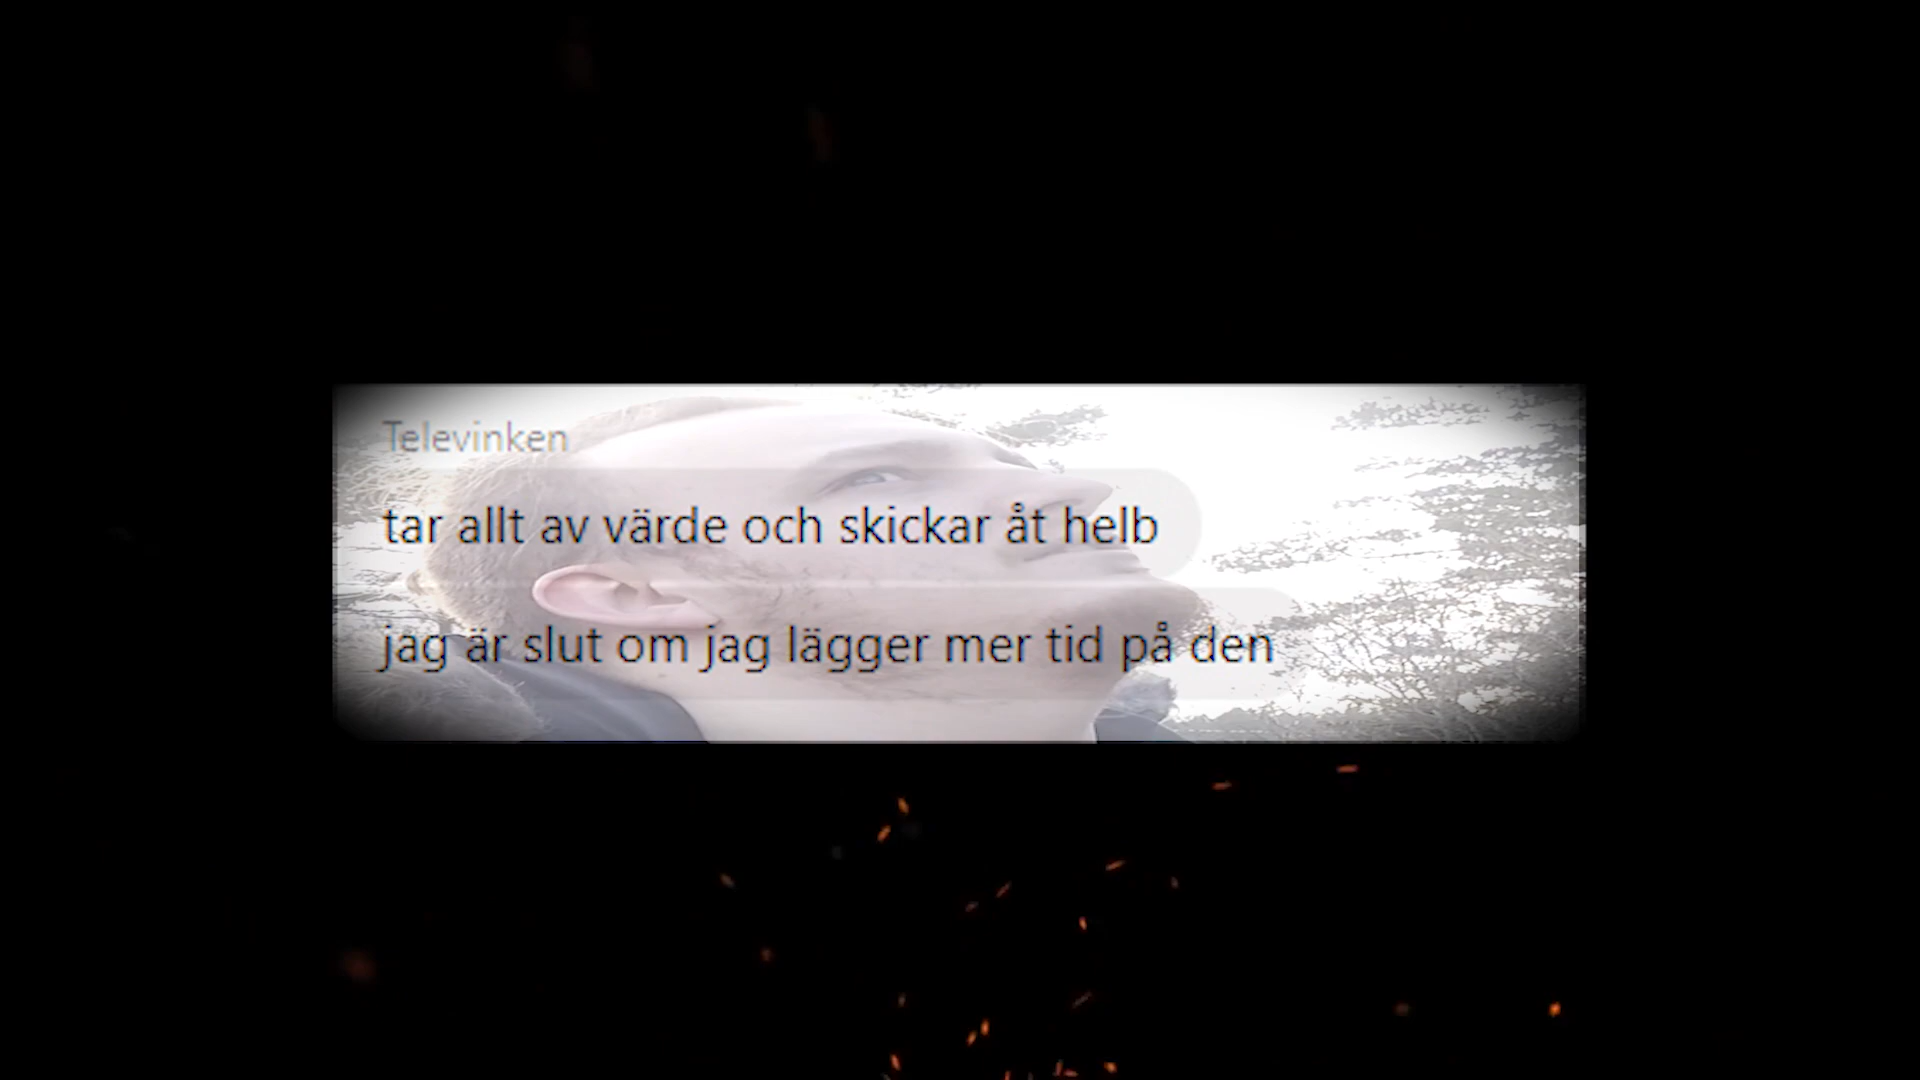 Televinken
tar allt av värde och skickar åt helb
jag är slut om jag lägger mer tid på den